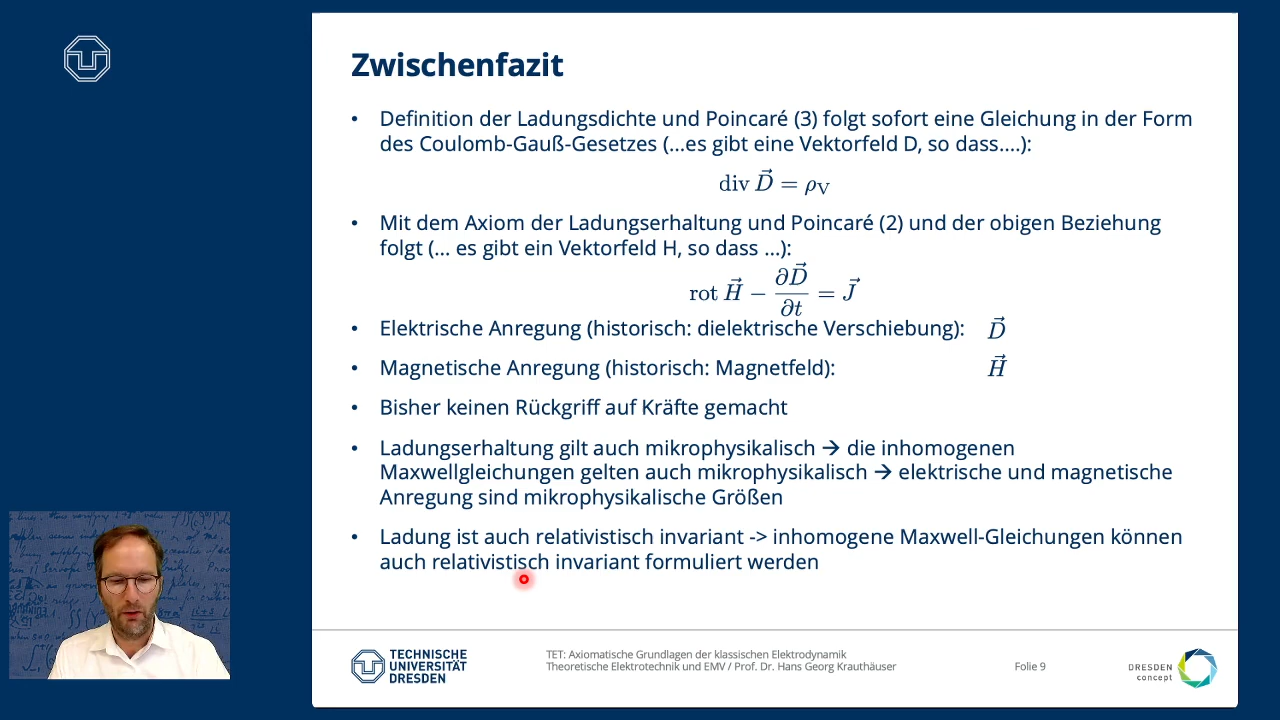 Zwischenfazit
• Definition der Ladungsdichte und Poincaré (3) folgt sofort eine Gleichung in der Form
des Coulomb-Gauß-Gesetzes (...es gibt eine Vektorfeld D, so dass....):
div D⃗ = ρ_V
• Mit dem Axiom der Ladungserhaltung und Poincaré (2) und der obigen Beziehung
folgt (... es gibt ein Vektorfeld H, so dass ...):
rot H⃗ − ∂D⃗/∂t = J⃗
• Elektrische Anregung (historisch: dielektrische Verschiebung): D⃗
• Magnetische Anregung (historisch: Magnetfeld): H⃗
• Bisher keinen Rückgriff auf Kräfte gemacht
• Ladungserhaltung gilt auch mikrophysikalisch → die inhomogenen
Maxwellgleichungen gelten auch mikrophysikalisch → elektrische und magnetische
Anregung sind mikrophysikalische Größen
• Ladung ist auch relativistisch invariant -> inhomogene Maxwell-Gleichungen können
auch relativistisch invariant formuliert werden
TECHNISCHE
UNIVERSITÄT
DRESDEN
TET: Axiomatische Grundlagen der klassischen Elektrodynamik
Theoretische Elektrotechnik und EMV / Prof. Dr. Hans Georg Krauthäuser
Folie 9
DRESDEN
concept